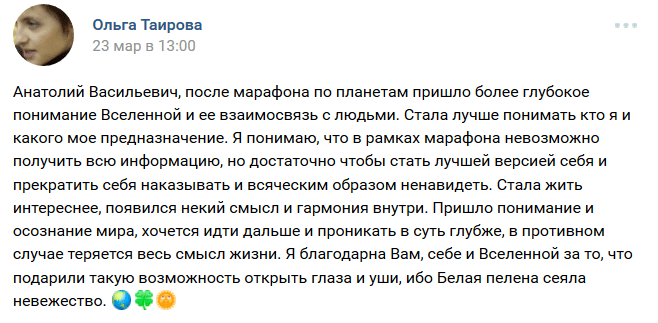 Ольга Таирова
23 мар в 13:00
Анатолий Васильевич, после марафона по планетам пришло более глубокое
понимание Вселенной и ее взаимосвязь с людьми. Стала лучше понимать кто я и
какого мое предназначение. Я понимаю, что в рамках марафона невозможно
получить всю информацию, но достаточно чтобы стать лучшей версией себя и
прекратить себя наказывать и всяческим образом ненавидеть. Стала жить
интереснее, появился некий смысл и гармония внутри. Пришло понимание и
осознание мира, хочется идти дальше и проникать в суть глубже, в противном
случае теряется весь смысл жизни. Я благодарна Вам, себе и Вселенной за то, что
подарили такую возможность открыть глаза и уши, ибо Белая пелена сеяла
невежество. 🌏🍀🌞